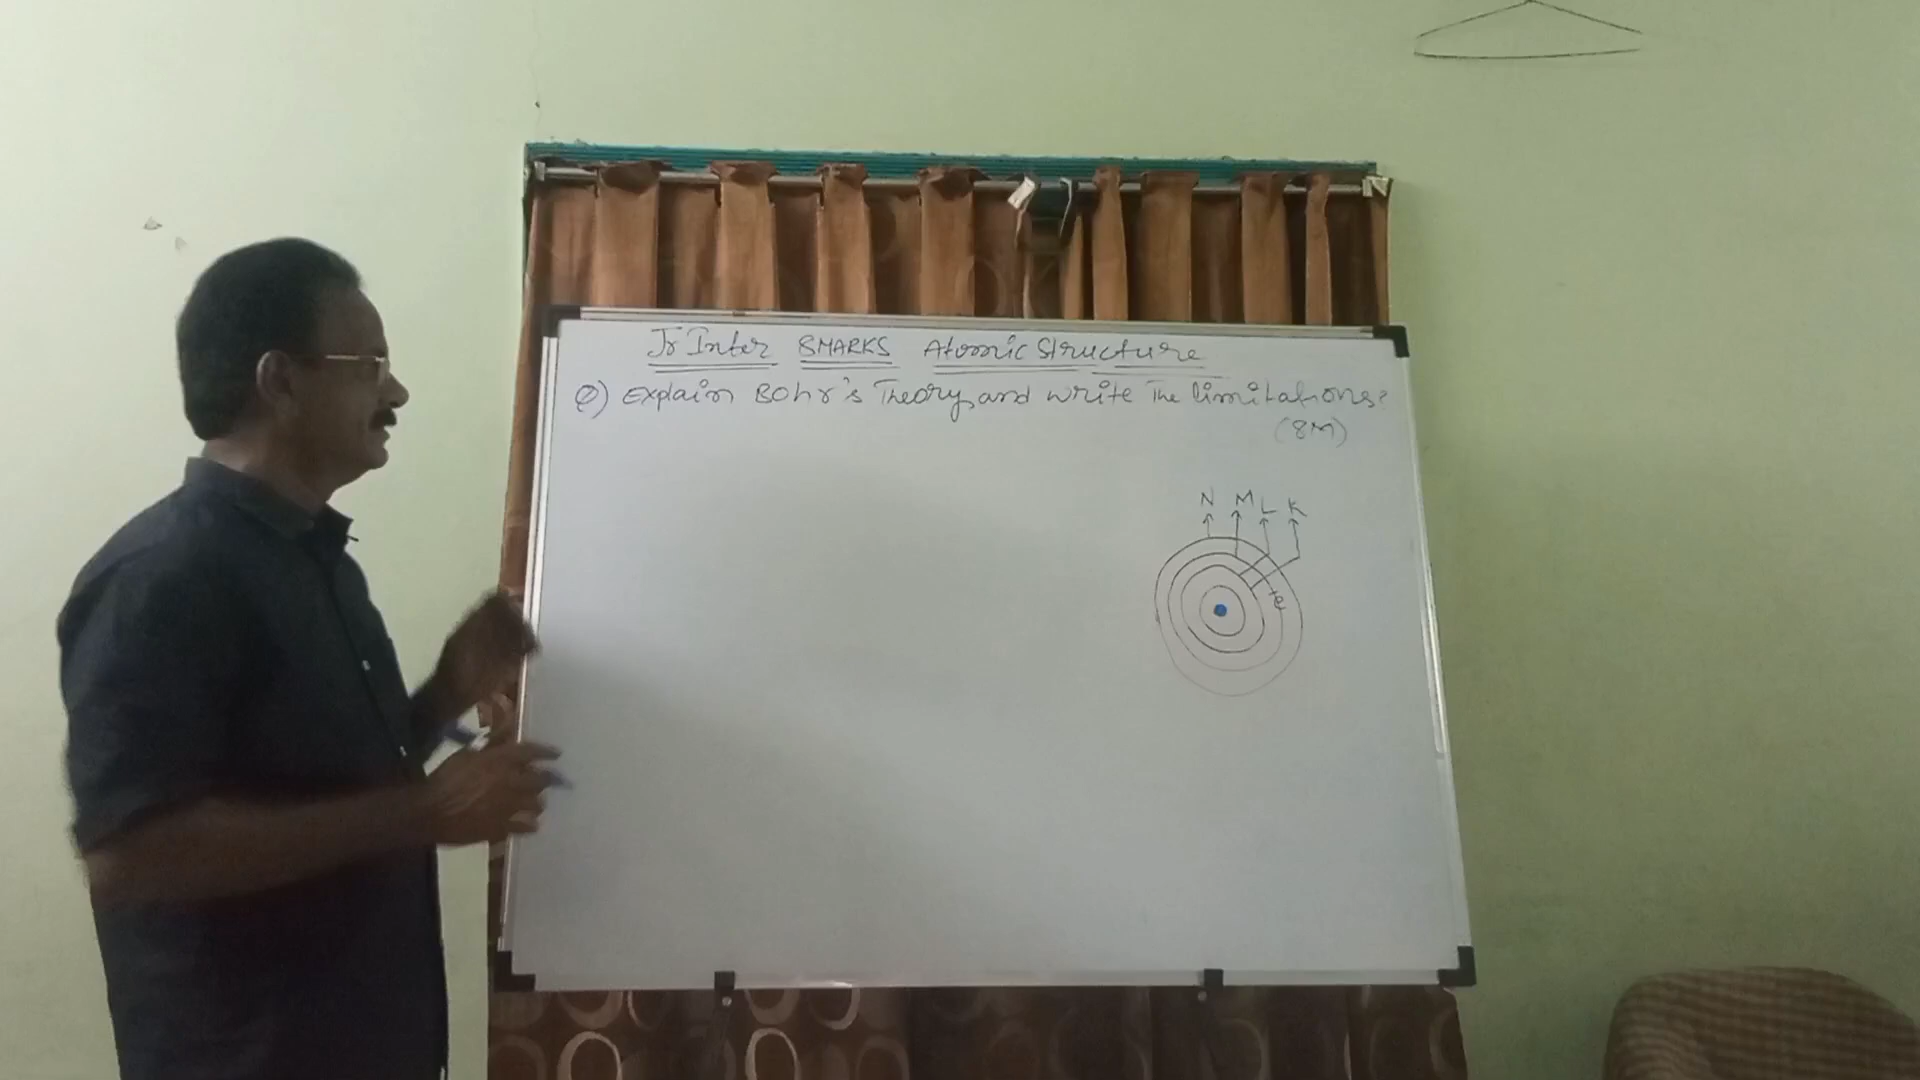 Jr Inter 8MARKS Atomic Structure
Q) Explain Bohr's Theory, and write The limitations?
(8M)
N M L K
e